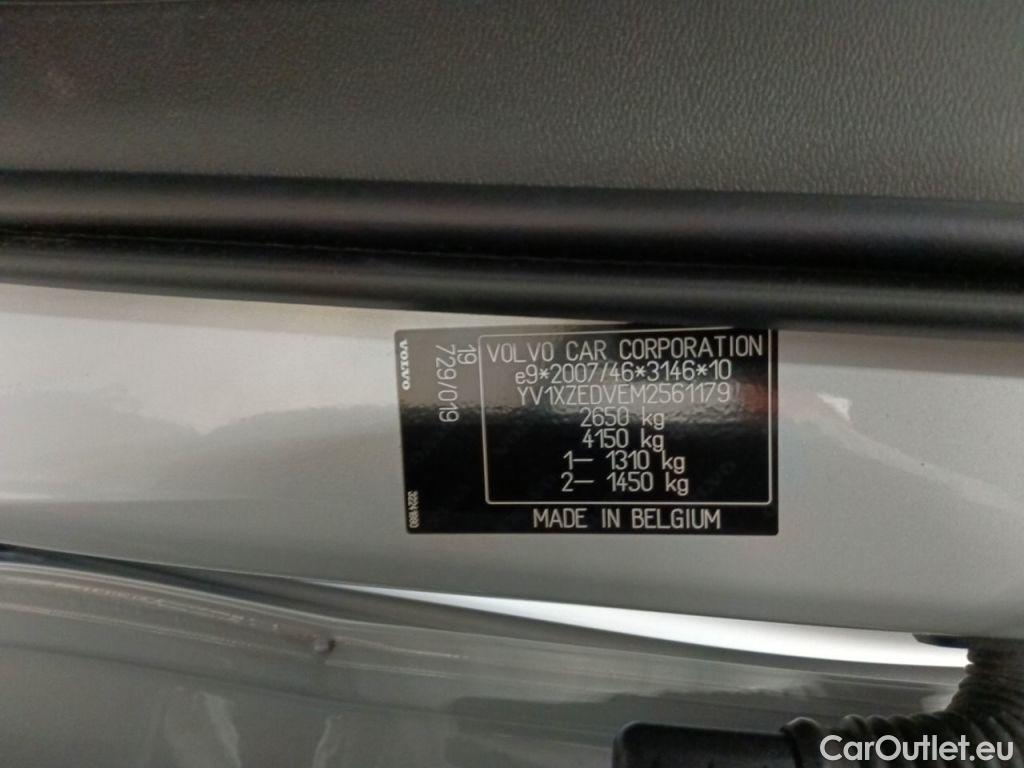 VOLVO
19
729/019
3224880
VOLVO CAR CORPORATION
e9*2007/46*3146*10
YV1XZEDVEM2561179
2650 kg
4150 kg
1- 1310 kg
2- 1450 kg
MADE IN BELGIUM
CarOutlet.eu